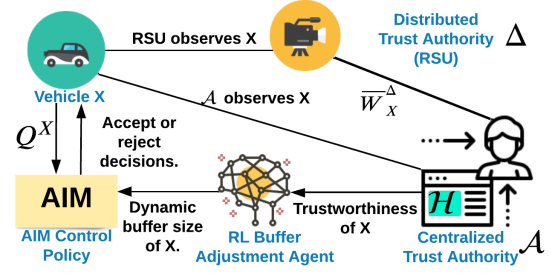 RSU observes X
Distributed
Trust Authority
(RSU)
Δ
Vehicle X
𝒜 observes X
W̅ᐞ_X
Q^X
Accept or
reject
decisions.
AIM
AIM Control
Policy
Dynamic
buffer size
of X.
RL Buffer
Adjustment Agent
Trustworthiness
of X
ℋ
Centralized
Trust Authority
𝒜